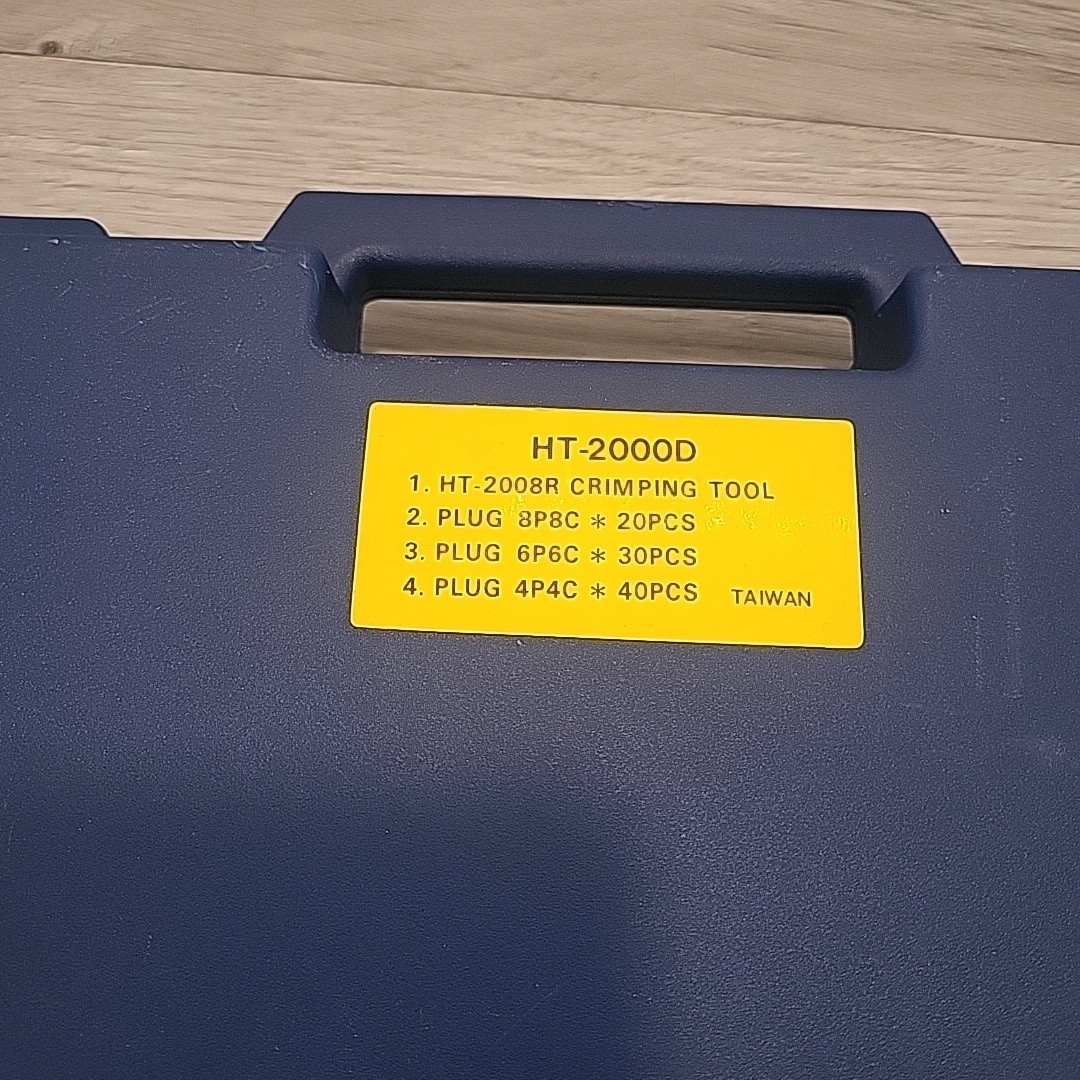 HT-2000D
1. HT-2008R CRIMPING TOOL
2. PLUG 8P8C * 20PCS
3. PLUG 6P6C * 30PCS
4. PLUG 4P4C * 40PCS TAIWAN